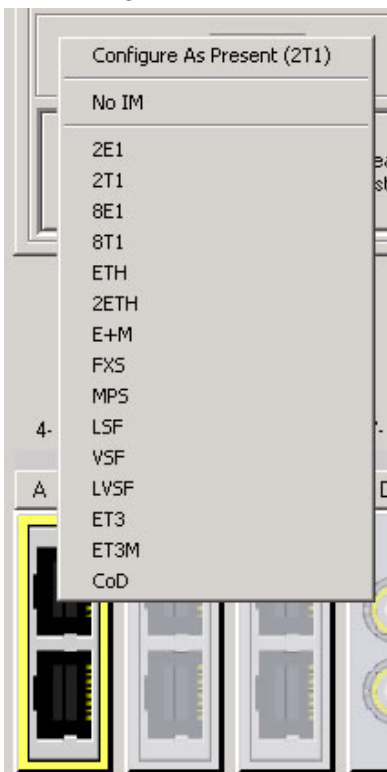 Configure As Present (2T1)
No IM
2E1
2T1
8E1
8T1
ETH
2ETH
E+M
FXS
MPS
LSF
VSF
LVSF
ET3
ET3M
CoD
4-
A